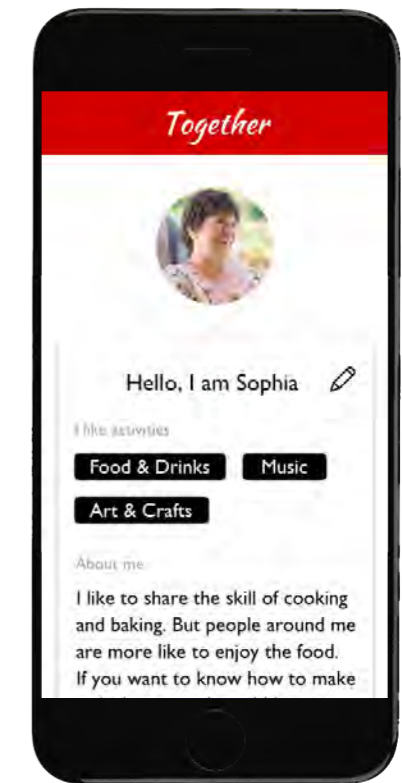 Together
Hello, I am Sophia
I like activities
Food & Drinks Music
Art & Crafts
About me
I like to share the skill of cooking
and baking. But people around me
are more like to enjoy the food.
If you want to know how to make